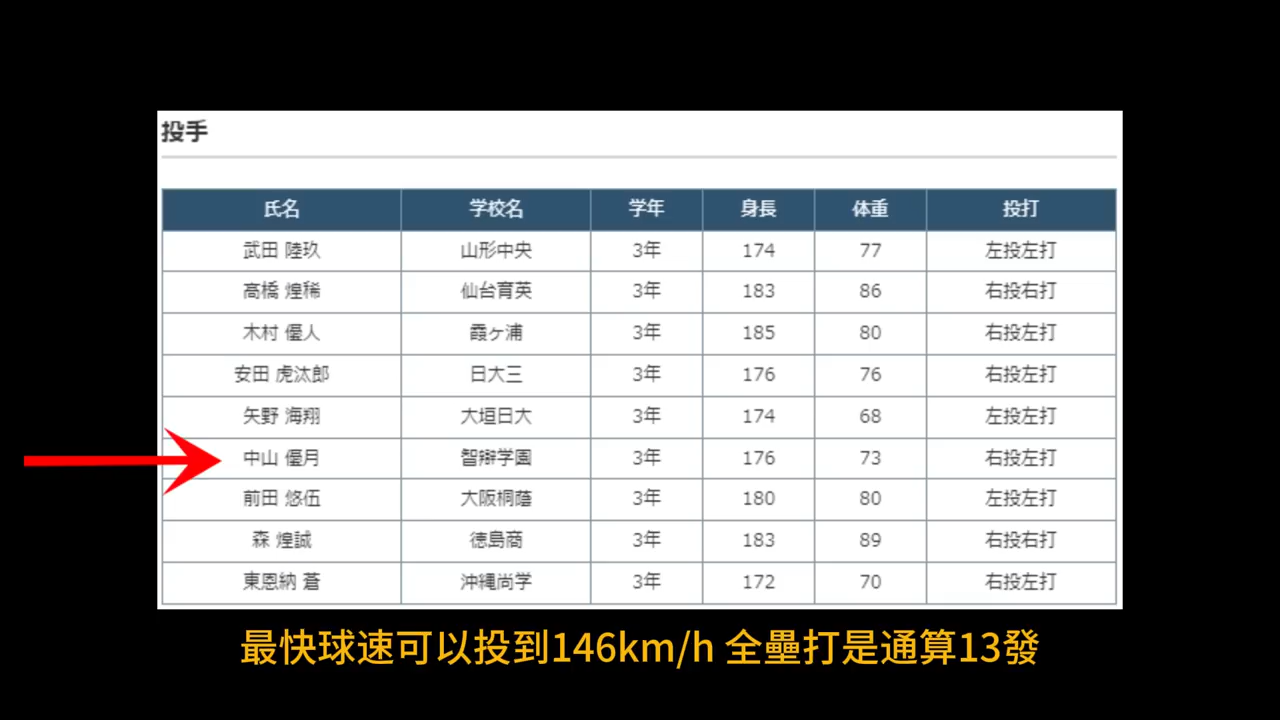 投手
氏名 学校名 学年 身長 体重 投打
武田 陸玖 山形中央 3年 174 77 左投左打
高橋 煌稀 仙台育英 3年 183 86 右投右打
木村 優人 霞ヶ浦 3年 185 80 右投左打
安田 虎汰郎 日大三 3年 176 76 右投左打
矢野 海翔 大垣日大 3年 174 68 左投左打
中山 優月 智辯学園 3年 176 73 右投左打
前田 悠伍 大阪桐蔭 3年 180 80 左投左打
森 煌誠 徳島商 3年 183 89 右投右打
東恩納 蒼 沖縄尚学 3年 172 70 右投左打
最快球速可以投到146km/h 全壘打是通算13發